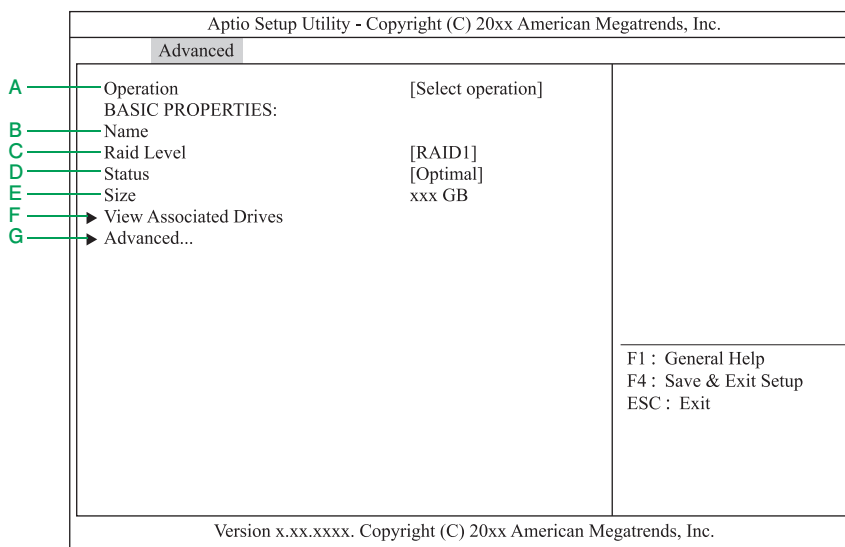 Aptio Setup Utility - Copyright (C) 20xx American Megatrends, Inc.
Advanced
A Operation [Select operation]
BASIC PROPERTIES:
B Name
C Raid Level [RAID1]
D Status [Optimal]
E Size xxx GB
F ▶ View Associated Drives
G ▶ Advanced...
F1 : General Help
F4 : Save & Exit Setup
ESC : Exit
Version x.xx.xxxx. Copyright (C) 20xx American Megatrends, Inc.